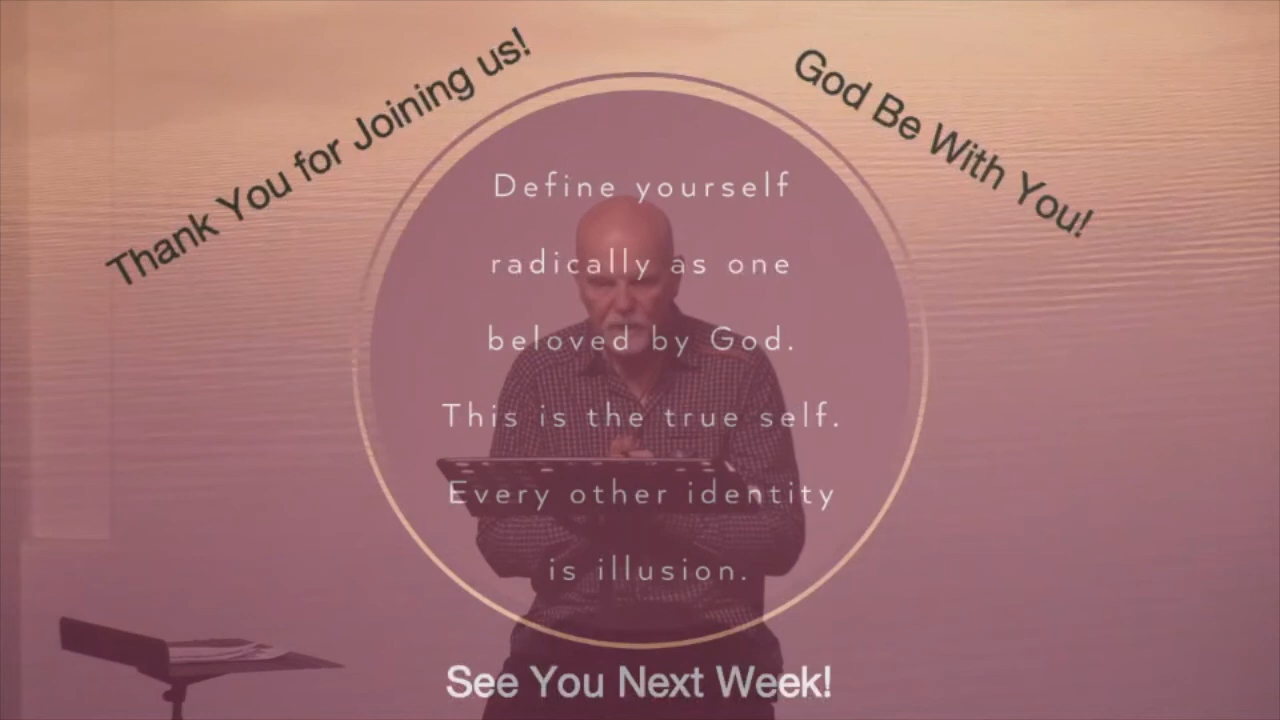 Thank You for Joining us!
God Be With You!
Define yourself
radically as one
beloved by God.
This is the true self.
Every other identity
is illusion.
See You Next Week!